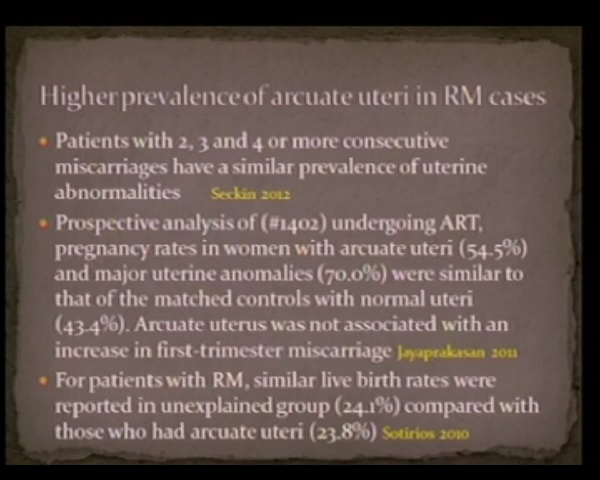 Higher prevalence of arcuate uteri in RM cases
• Patients with 2, 3 and 4 or more consecutive
miscarriages have a similar prevalence of uterine
abnormalities Seckin 2012
• Prospective analysis of (#1402) undergoing ART,
pregnancy rates in women with arcuate uteri (54.5%)
and major uterine anomalies (70.0%) were similar to
that of the matched controls with normal uteri
(43.4%). Arcuate uterus was not associated with an
increase in first-trimester miscarriage Jayaprakasan 2011
• For patients with RM, similar live birth rates were
reported in unexplained group (24.1%) compared with
those who had arcuate uteri (23.8%) Sotirios 2010